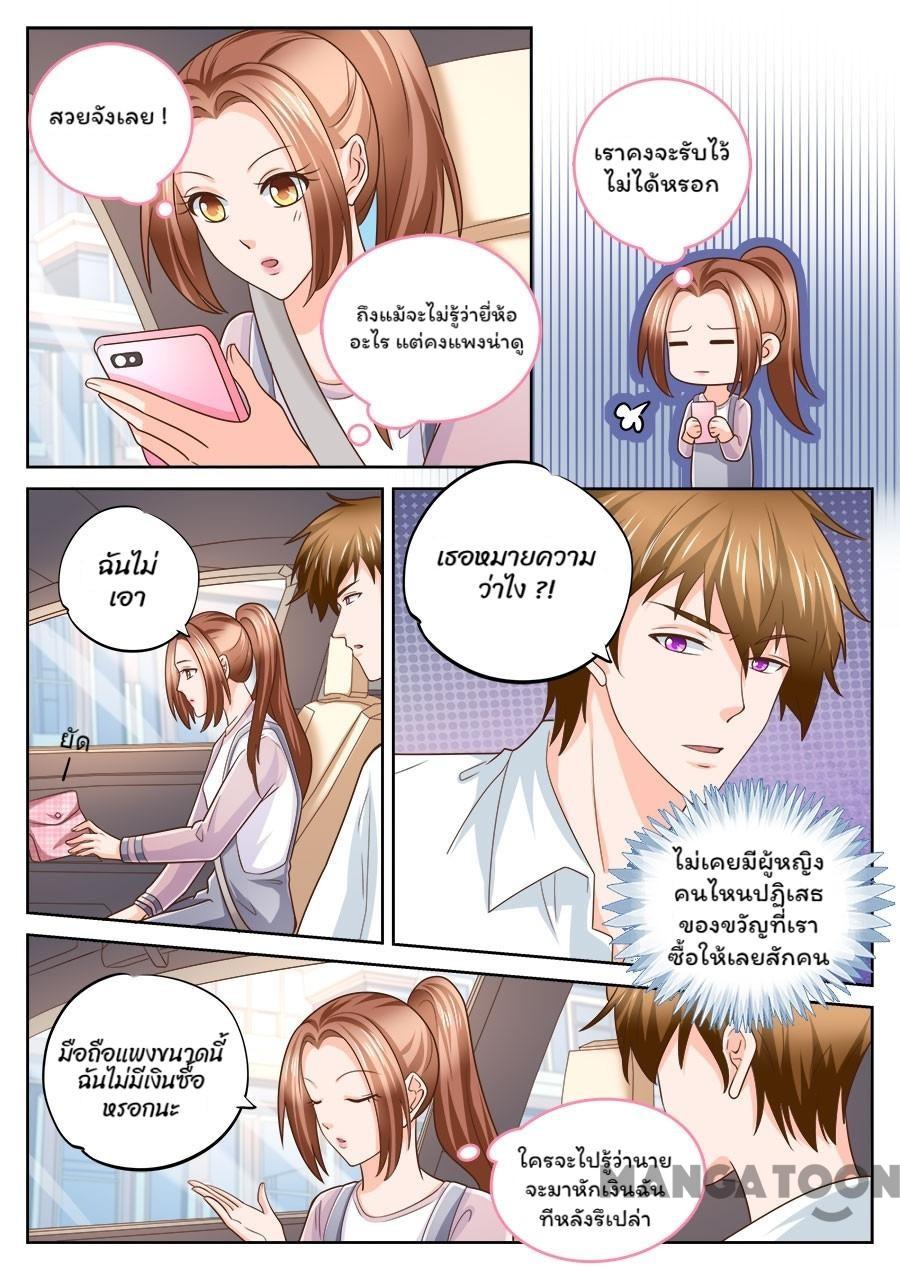 สวยจังเลย !
ถึงแม้จะไม่รู้ว่ายี่ห้อ
อะไร แต่คงแพงน่าดู
เราคงจะรับไว้
ไม่ได้หรอก
ฉันไม่
เอา
ยัด
เธอหมายความ
ว่าไง ?!
ไม่เคยมีผู้หญิง
คนไหนปฏิเสธ
ของขวัญที่เรา
ซื้อให้เลยสักคน
มือถือแพงขนาดนี้
ฉันไม่มีเงินซื้อ
หรอกนะ
ใครจะไปรู้ว่านาย
จะมาหักเงินฉัน
ทีหลังรึเปล่า
MANGATOON